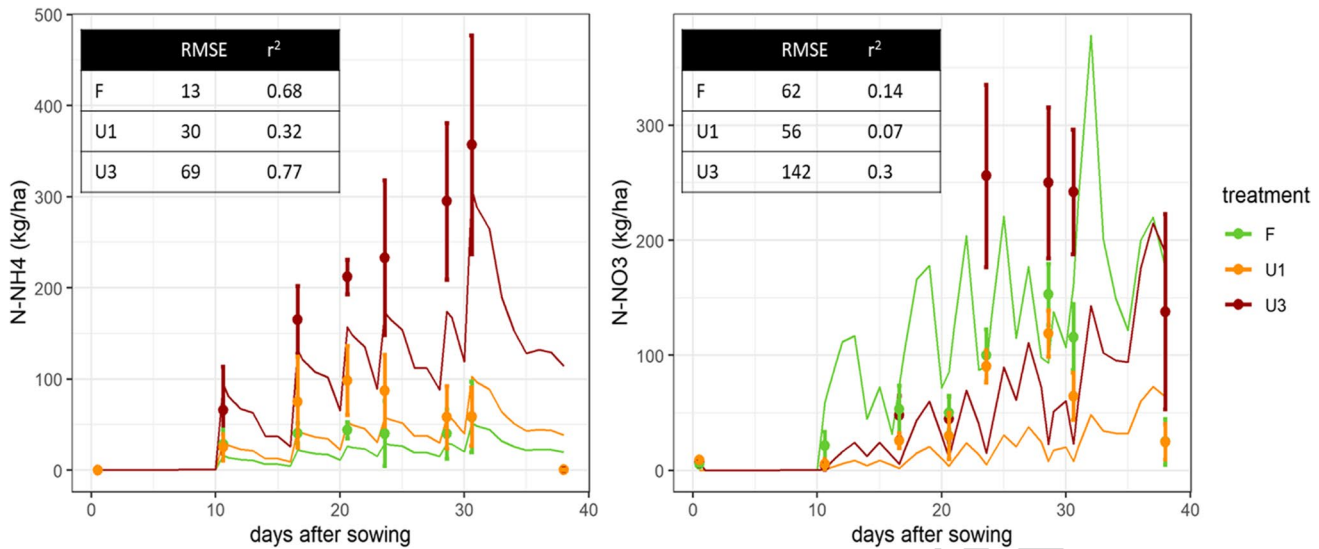 RMSE r²
F 13 0.68
U1 30 0.32
U3 69 0.77
500
400
300
200
100
0
N-NH4 (kg/ha)
0 10 20 30 40
days after sowing
RMSE r²
F 62 0.14
U1 56 0.07
U3 142 0.3
300
200
100
0
N-NO3 (kg/ha)
0 10 20 30 40
days after sowing
treatment
F
U1
U3